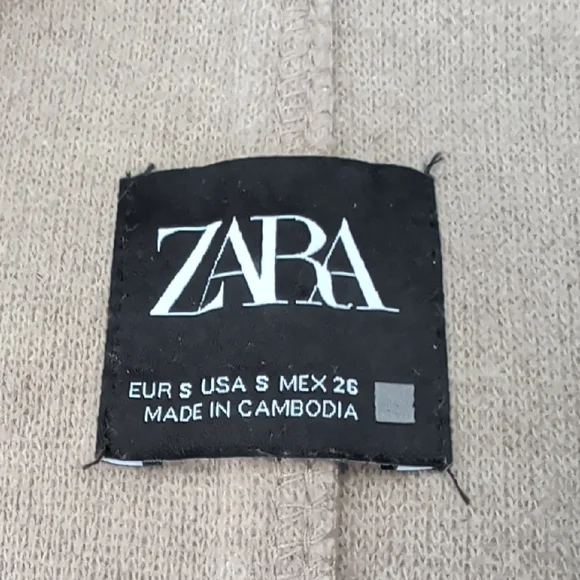 ZARA
EUR S USA S MEX 26
MADE IN CAMBODIA